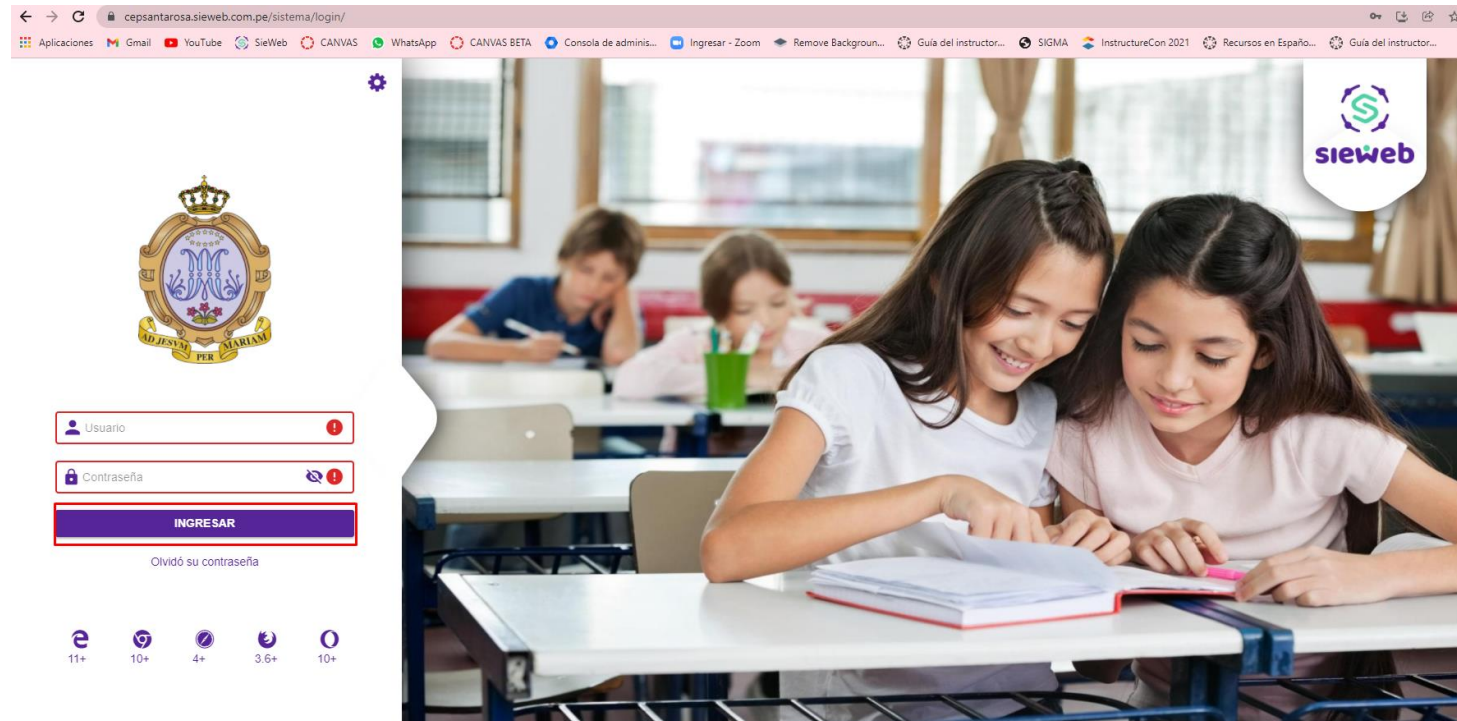 cepsantarosa.sieweb.com.pe/sistema/login/
Aplicaciones Gmail YouTube SieWeb CANVAS WhatsApp CANVAS BETA Consola de adminis... Ingresar - Zoom Remove Backgroun... Guía del instructor... SIGMA InstructureCon 2021 Recursos en Españo... Guía del instructor...
sieweb
AD JESVM PER MARIAM
Usuario
Contraseña
INGRESAR
Olvidó su contraseña
11+ 10+ 4+ 3.6+ 10+